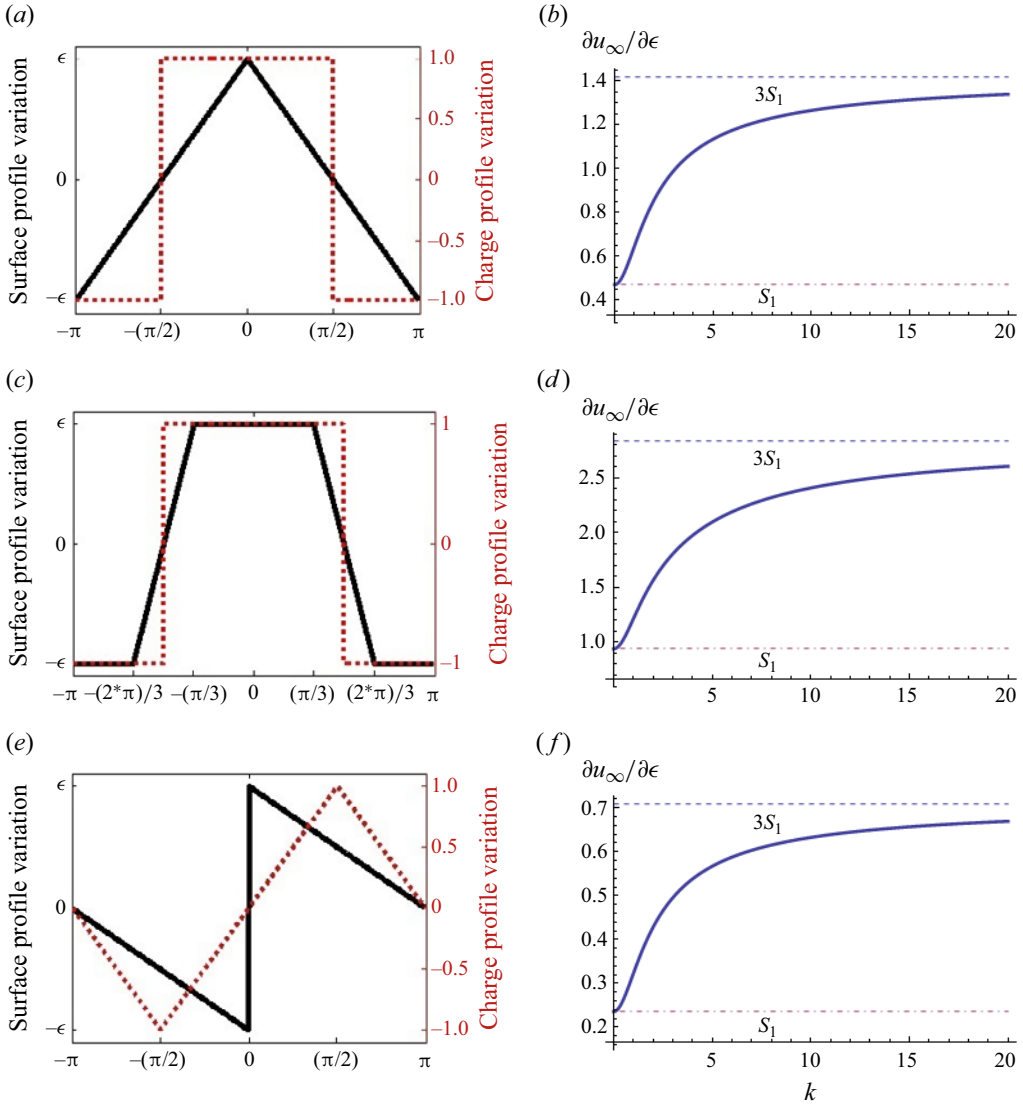 (a)
Surface profile variation
ϵ
0
−ϵ
1.0
0.5
0
−0.5
−1.0
Charge profile variation
−π
−(π/2)
0
(π/2)
π
(b)
∂u∞/∂ϵ
1.4
1.2
1.0
0.8
0.6
0.4
3S₁
S₁
5
10
15
20
(c)
Surface profile variation
ϵ
0
−ϵ
1
0
−1
Charge profile variation
−π
−(2*π)/3
−(π/3)
0
(π/3)
(2*π)/3
π
(d)
∂u∞/∂ϵ
2.5
2.0
1.5
1.0
3S₁
S₁
5
10
15
20
(e)
Surface profile variation
ϵ
0
−ϵ
1.0
0.5
0
−0.5
−1.0
Charge profile variation
−π
−(π/2)
0
(π/2)
π
(f)
∂u∞/∂ϵ
0.7
0.6
0.5
0.4
0.3
0.2
3S₁
S₁
5
10
15
20
k